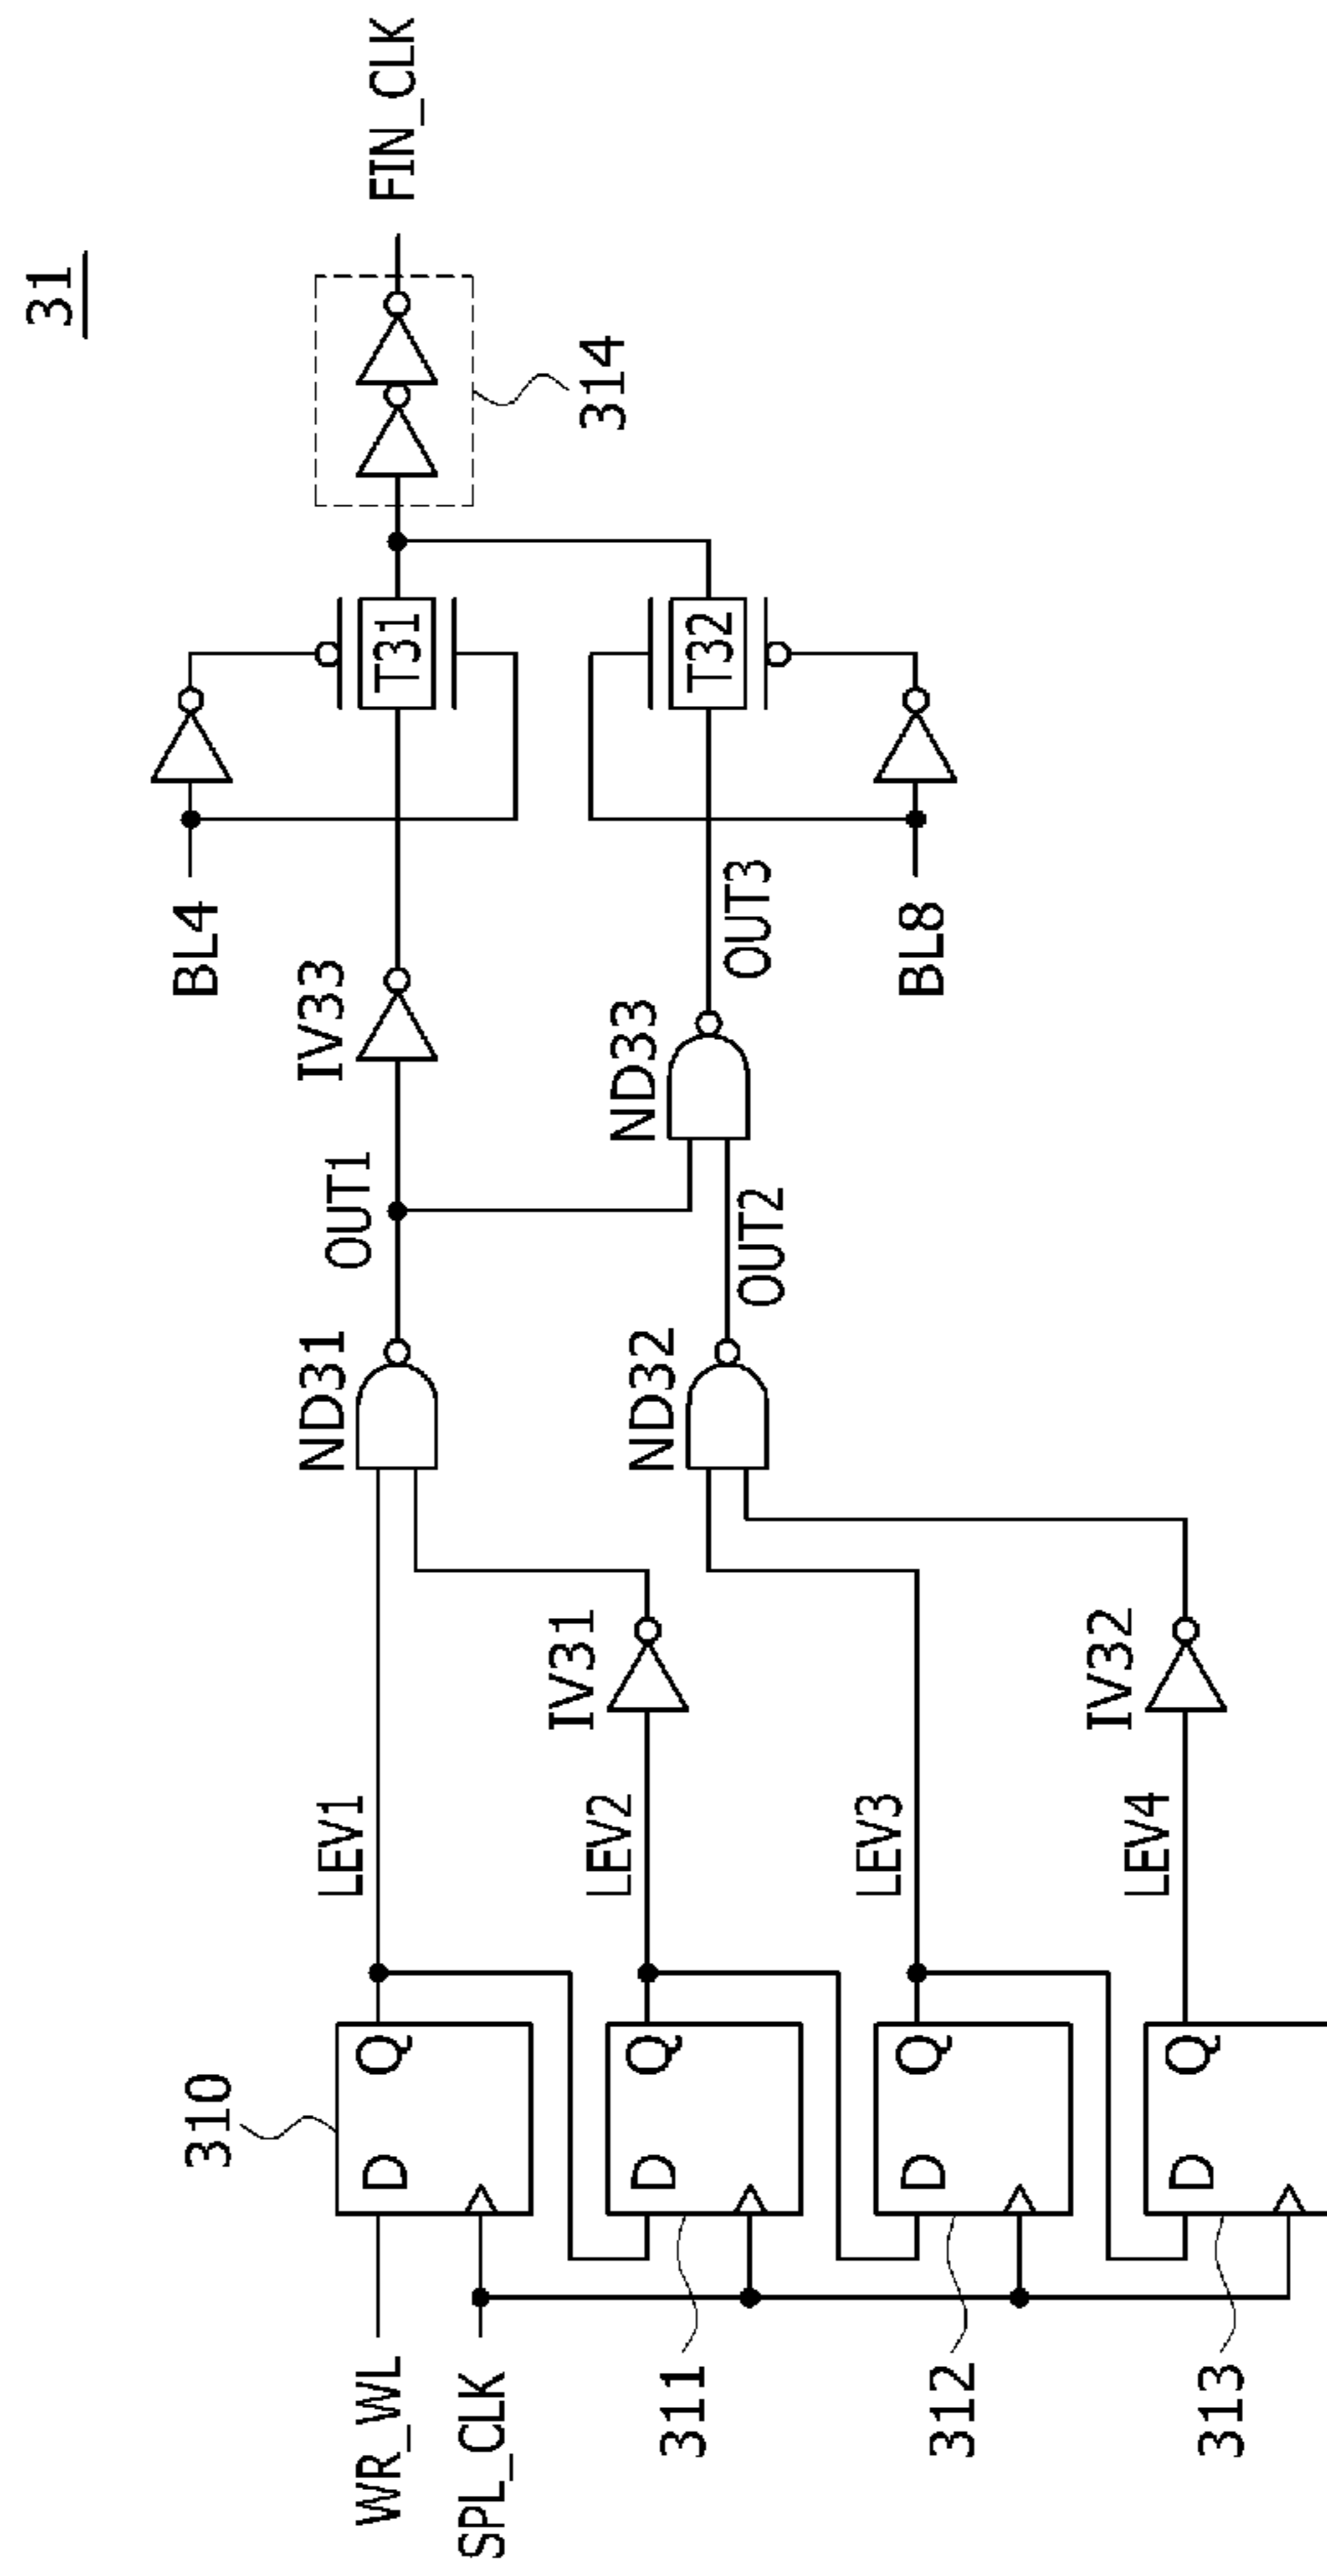 31
WR_WL
SPL_CLK
310
D
Q
LEV1
311
D
Q
LEV2
312
D
Q
LEV3
313
D
Q
LEV4
IV31
IV32
ND31
ND32
OUT1
OUT2
ND33
IV33
OUT3
BL4
BL8
T31
T32
314
FIN_CLK